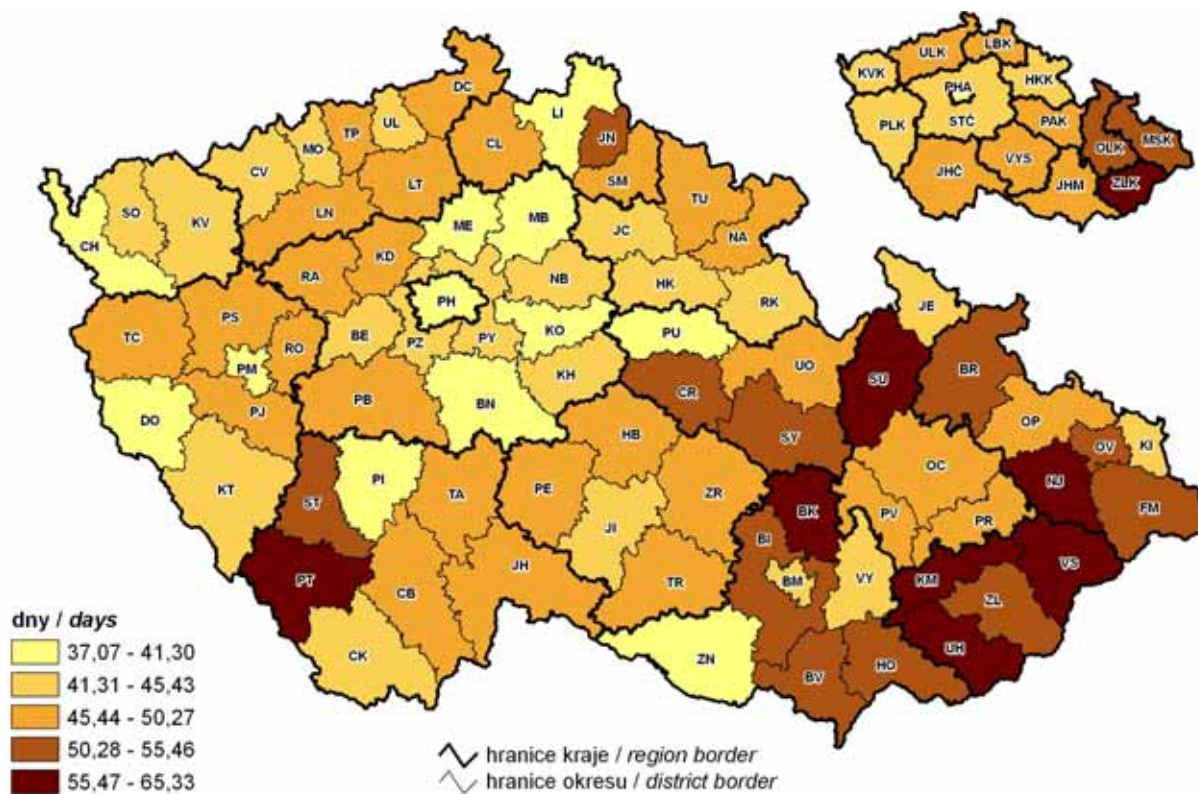 DC
LI
UL
TP
JN
MO
CL
CV
LT
SM
TU
SO
KV
LN
ME
MB
JC
NA
CH
KD
RA
NB
HK
RK
PH
TC
PS
RO
BE
PZ
PY
KO
PU
PM
KH
UO
PB
BN
CR
DO
PJ
SY
HB
KT
ST
PI
TA
PE
ZR
JI
BK
PT
CB
JH
TR
BI
BM
VY
CK
ZN
BV
HO
JE
SU
BR
OP
OV
KI
OC
NJ
FM
PV
PR
KM
VS
ZL
UH
ULK
LBK
KVK
HKK
PHA
STČ
PLK
PAK
OLK
MSK
JHČ
VYS
JHM
ZLK
dny / days
37,07 - 41,30
41,31 - 45,43
45,44 - 50,27
50,28 - 55,46
55,47 - 65,33
hranice kraje / region border
hranice okresu / district border